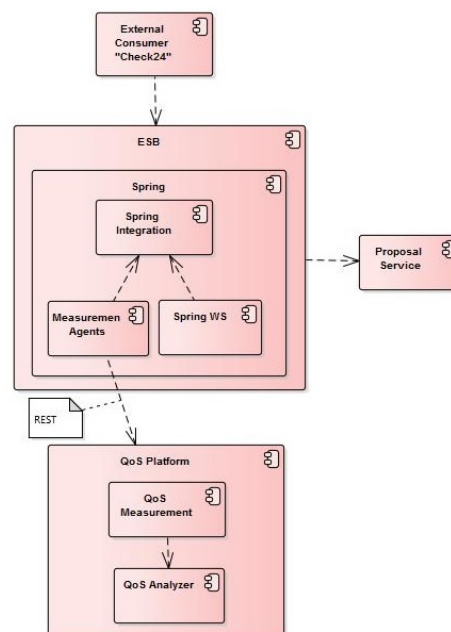 External
Consumer
"Check24"
ESB
Spring
Spring
Integration
Proposal
Service
Measuremen
Agents
Spring WS
REST
QoS Platform
QoS
Measurement
QoS Analyzer